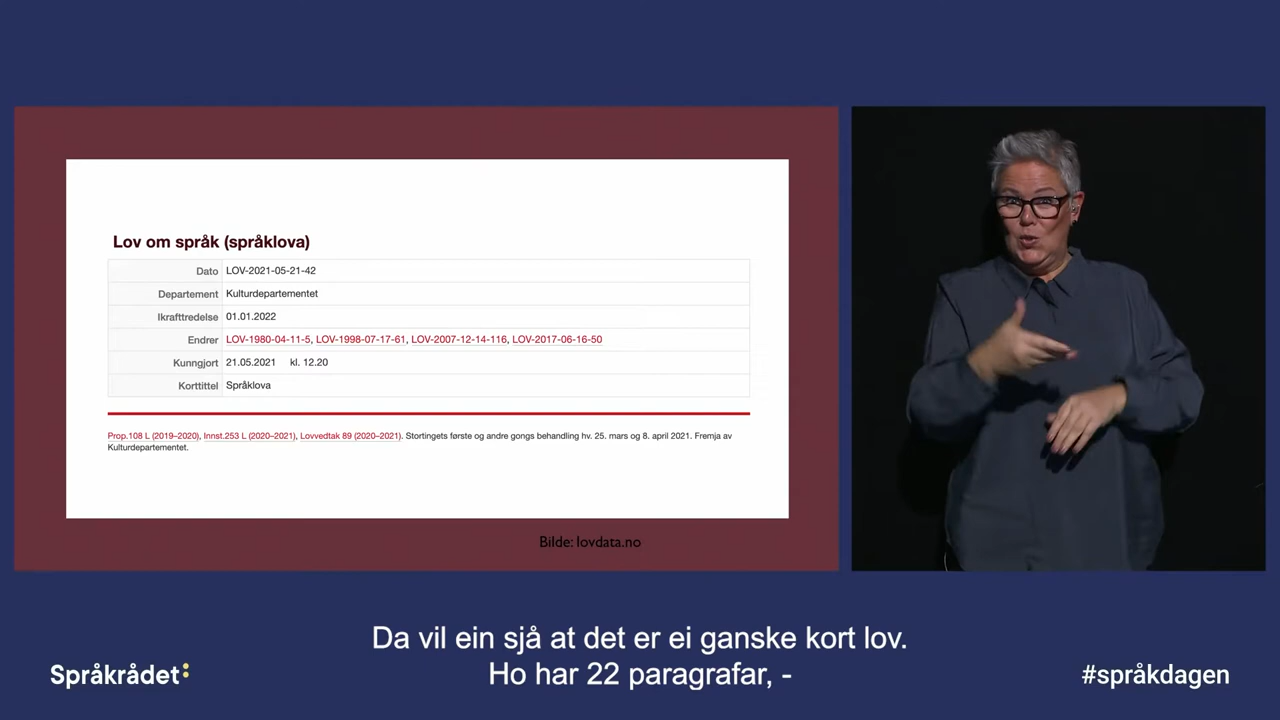 Lov om språk (språklova)
Dato LOV-2021-05-21-42
Departement Kulturdepartementet
Ikrafttredelse 01.01.2022
Endrer LOV-1980-04-11-5, LOV-1998-07-17-61, LOV-2007-12-14-116, LOV-2017-06-16-50
Kunngjort 21.05.2021 kl. 12.20
Korttittel Språklova
Prop.108 L (2019–2020), Innst.253 L (2020–2021), Lovvedtak 89 (2020–2021). Stortingets første og andre gongs behandling hv. 25. mars og 8. april 2021. Fremja av
Kulturdepartementet.
Bilde: lovdata.no
Da vil ein sjå at det er ei ganske kort lov.
Ho har 22 paragrafar, -
Språkrådet:
#språkdagen